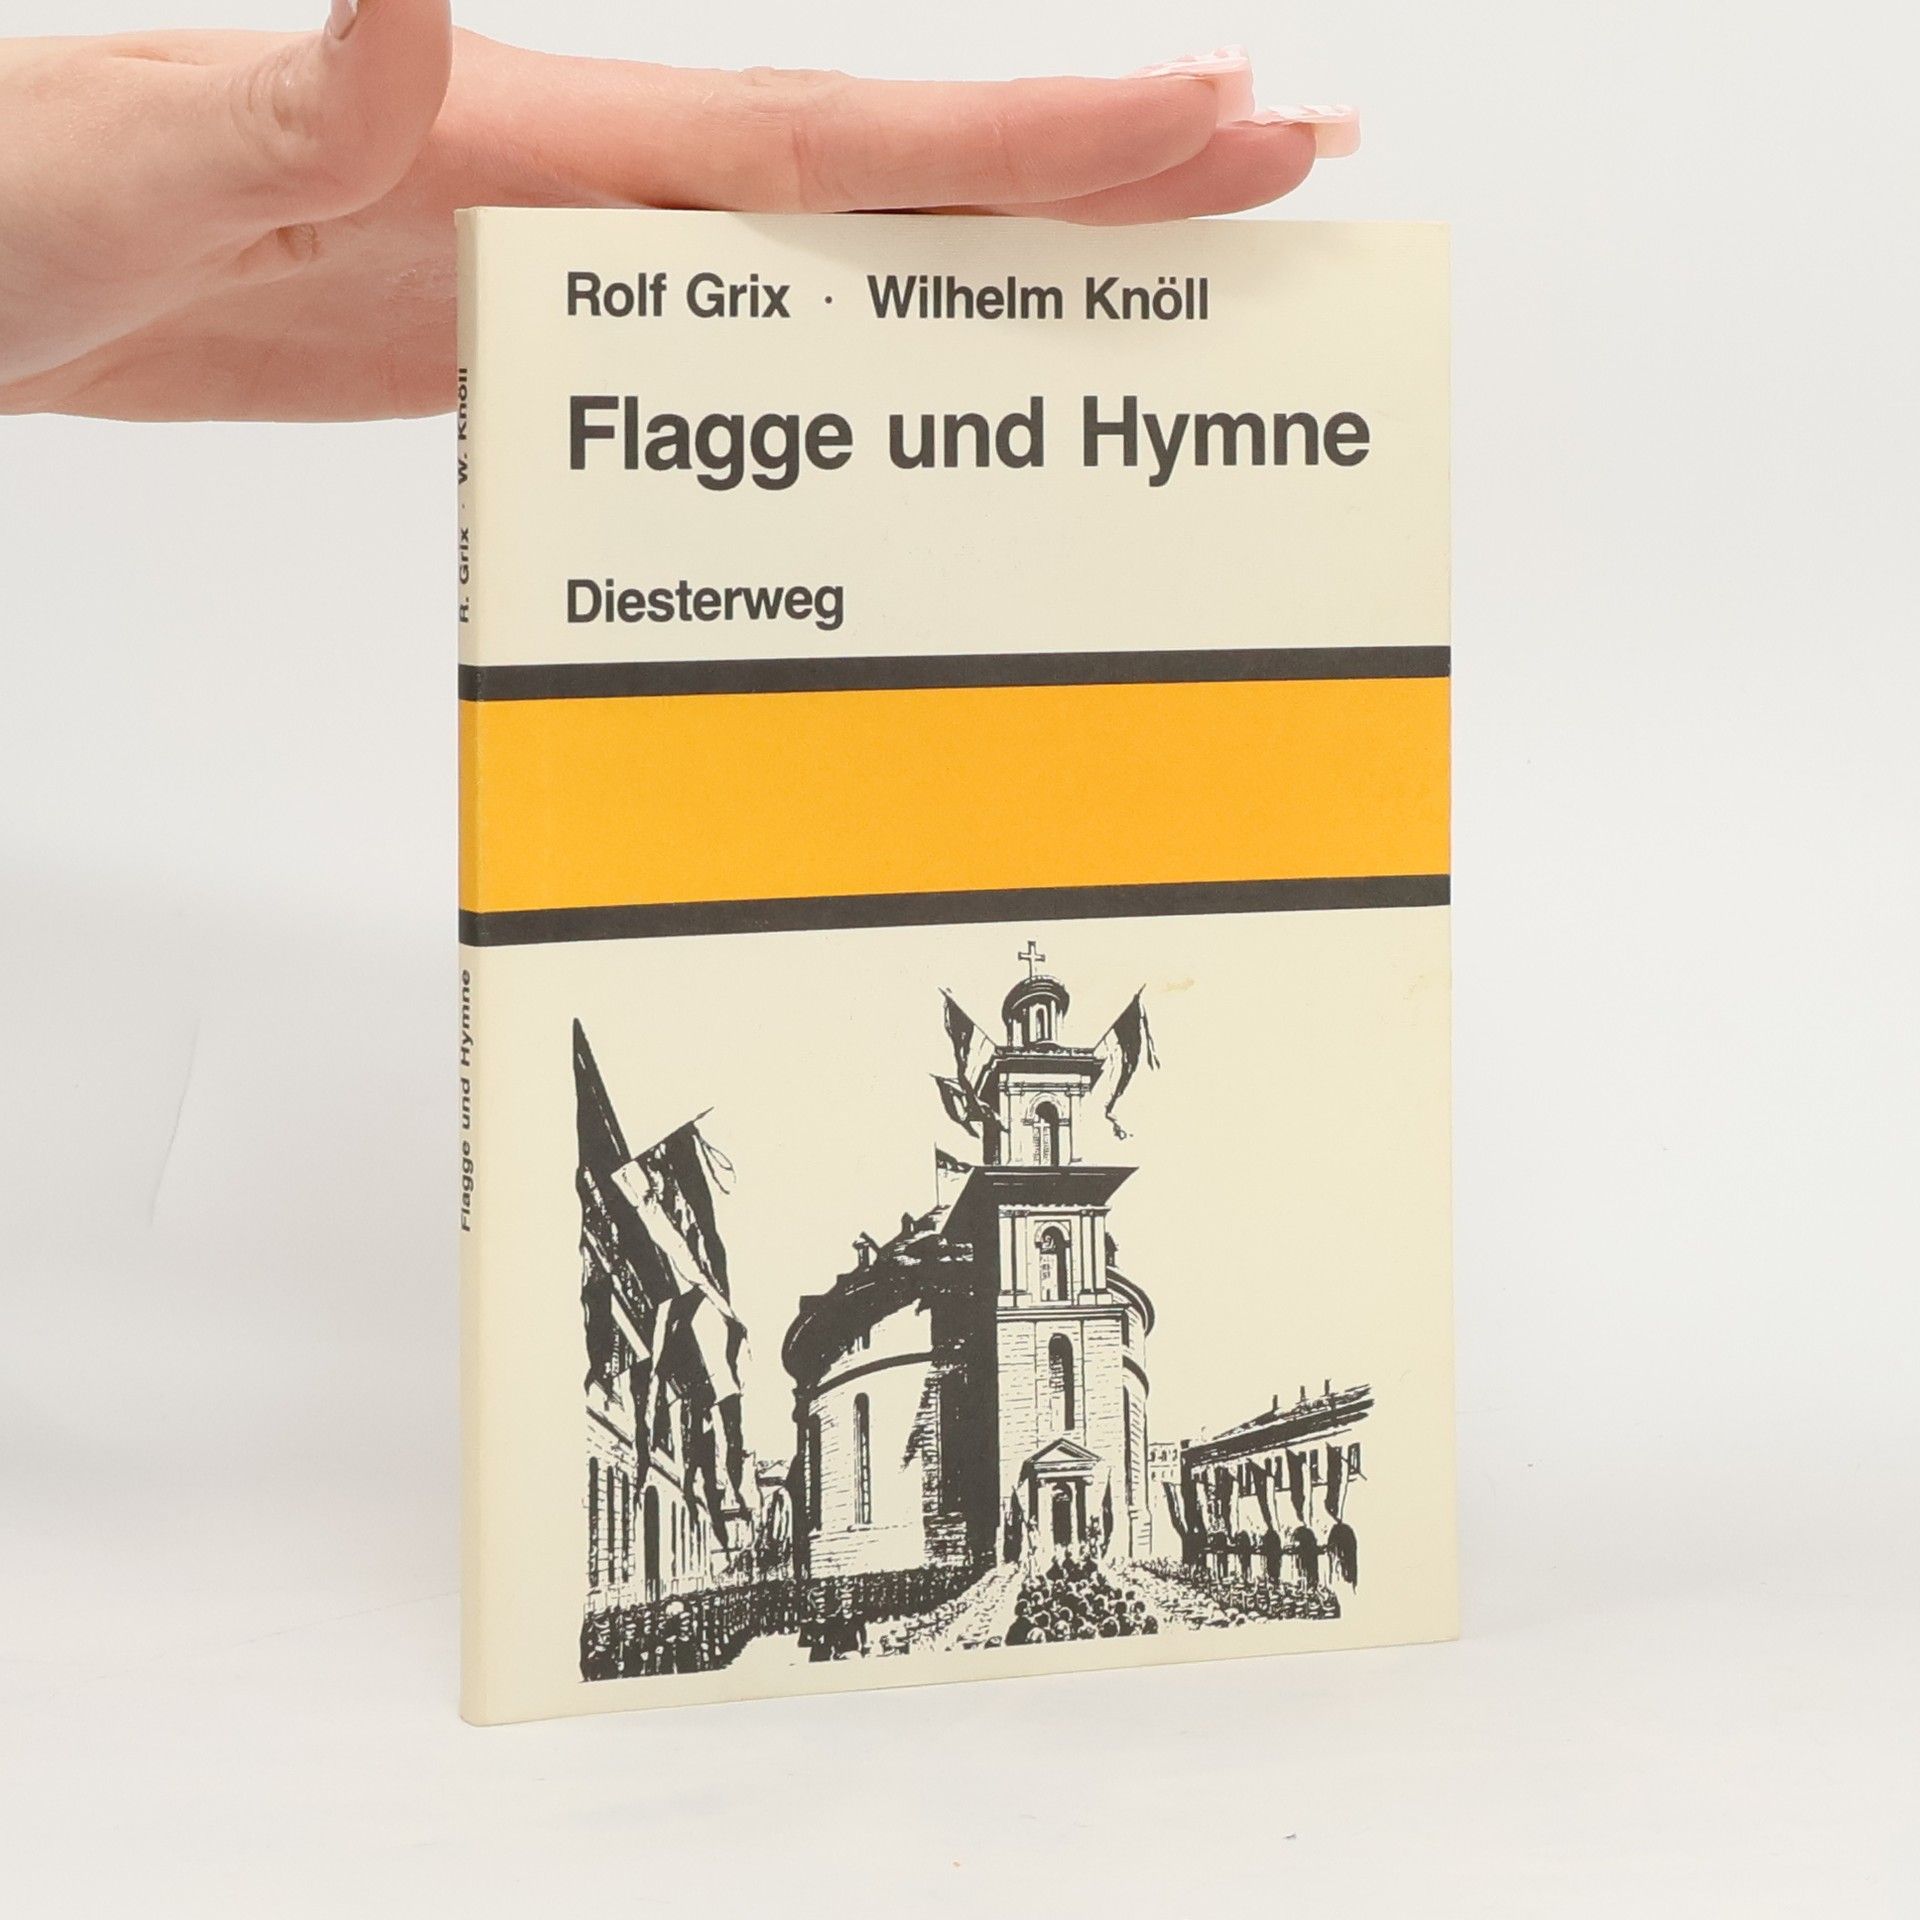 Rolf Grix · Wilhelm Knöll
Flagge und Hymne
Diesterweg
R. Grix · W. Knöll
Flagge und Hymne